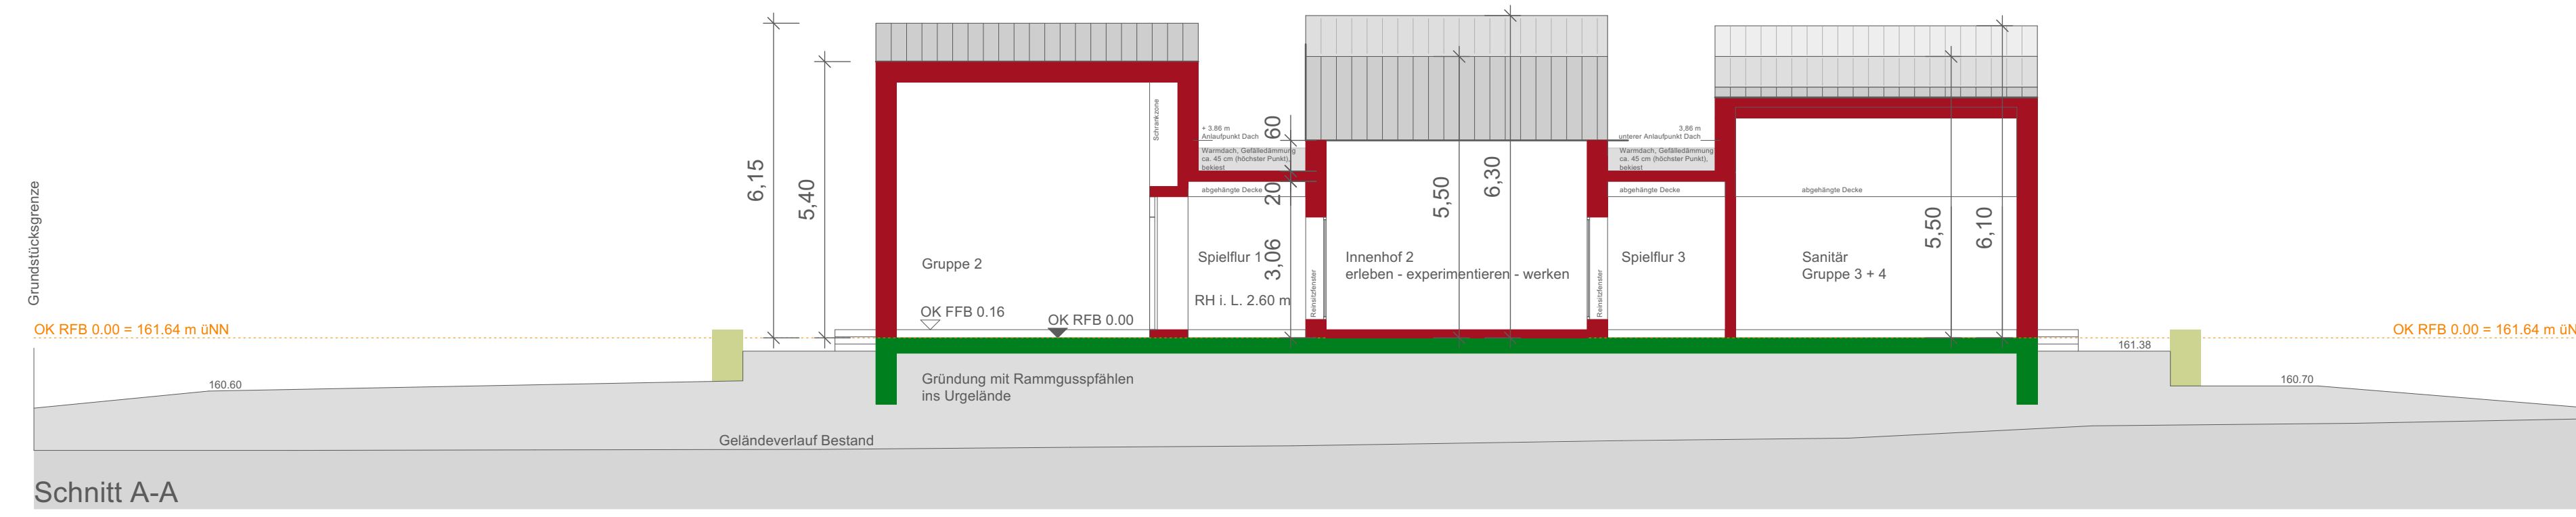 Grundstücksgrenze
OK RFB 0.00 = 161.64 m üNN
160.60
6,15
5,40
Gruppe 2
OK FFB 0.16
OK RFB 0.00
Schrankzone
+ 3.86 m
Anlaufpunkt Dach
Warmdach, Gefälledämmung
ca. 45 cm (höchster Punkt),
bekiest
abgehängte Decke
60
20
3,06
Spielflur 1
RH i. L. 2.60 m
Reinsitzfenster
Innenhof 2
erleben - experimentieren - werken
5,50
6,30
Reinsitzfenster
3,86 m
unterer Anlaufpunkt Dach
Warmdach, Gefälledämmung
ca. 45 cm (höchster Punkt),
bekiest
abgehängte Decke
Spielflur 3
abgehängte Decke
Sanitär
Gruppe 3 + 4
5,50
6,10
OK RFB 0.00 = 161.64 m üN
161.38
160.70
Gründung mit Rammgusspfählen
ins Urgelände
Geländeverlauf Bestand
Schnitt A-A